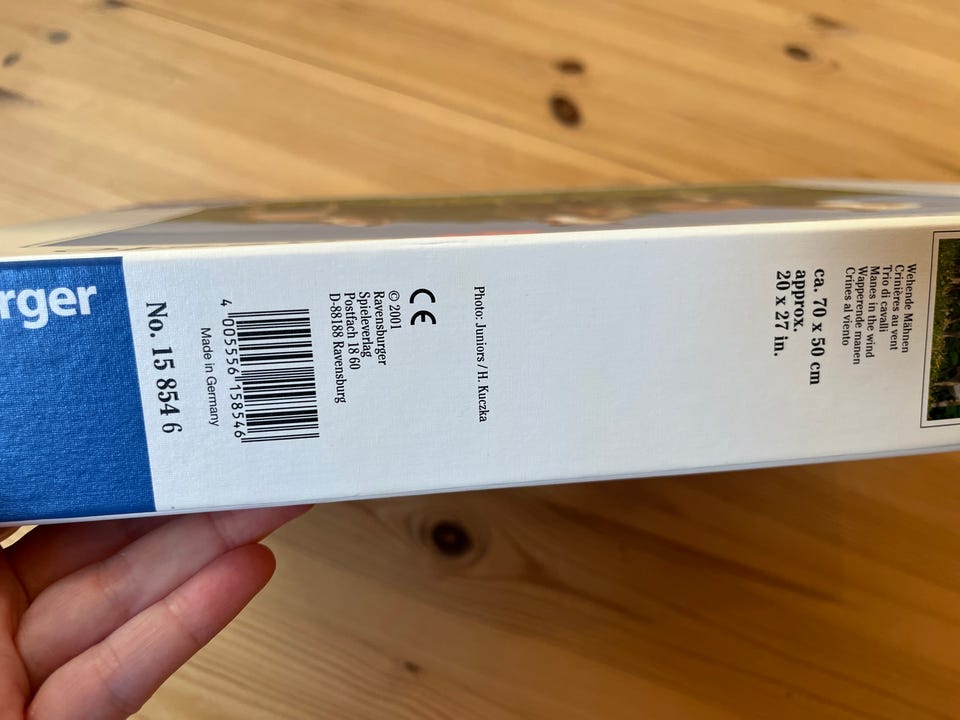 rger
Wehende Mähnen
Crinières au vent
Trio di cavalli
Manes in the wind
Wapperende manen
Crines al viento
ca. 70 x 50 cm
approx.
20 x 27 in.
Photo: Juniors / H. Kuczka
CE
© 2001
Ravensburger
Spieleverlag
Postfach 18 60
D-88188 Ravensburg
4 005556 158546
Made in Germany
No. 15 854 6